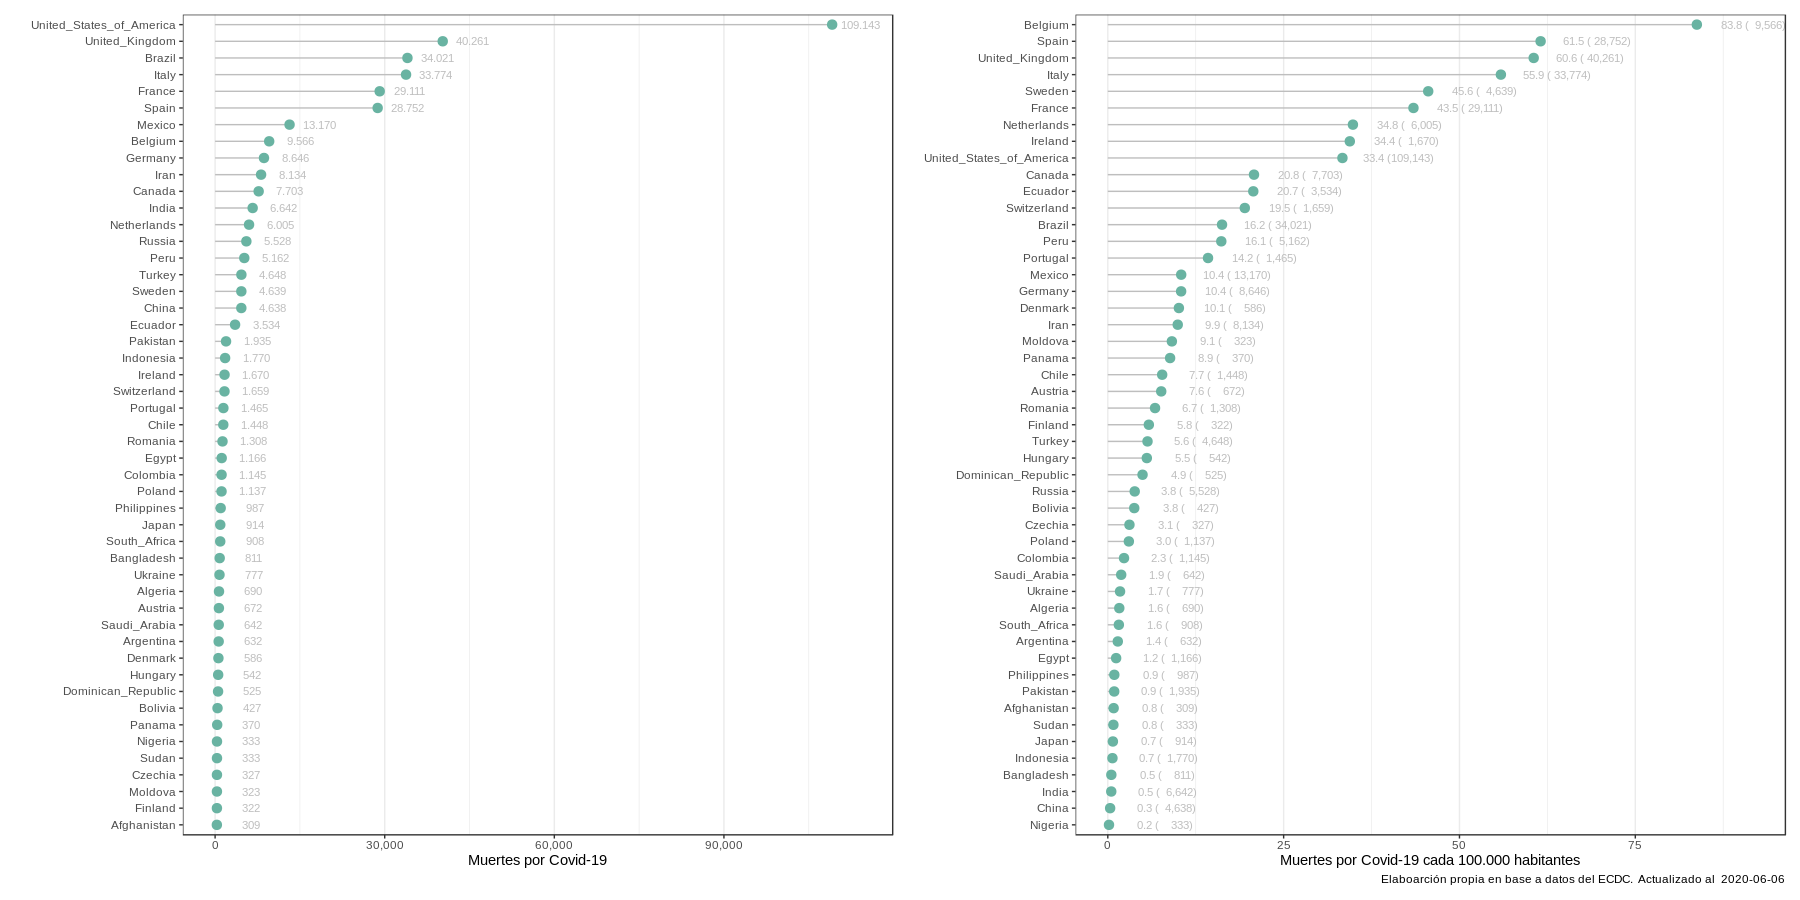 United_States_of_America 109.143
United_Kingdom 40.261
Brazil 34.021
Italy 33.774
France 29.111
Spain 28.752
Mexico 13.170
Belgium 9.566
Germany 8.646
Iran 8.134
Canada 7.703
India 6.642
Netherlands 6.005
Russia 5.528
Peru 5.162
Turkey 4.648
Sweden 4.639
China 4.638
Ecuador 3.534
Pakistan 1.935
Indonesia 1.770
Ireland 1.670
Switzerland 1.659
Portugal 1.465
Chile 1.448
Romania 1.308
Egypt 1.166
Colombia 1.145
Poland 1.137
Philippines 987
Japan 914
South_Africa 908
Bangladesh 811
Ukraine 777
Algeria 690
Austria 672
Saudi_Arabia 642
Argentina 632
Denmark 586
Hungary 542
Dominican_Republic 525
Bolivia 427
Panama 370
Nigeria 333
Sudan 333
Czechia 327
Moldova 323
Finland 322
Afghanistan 309
0 30,000 60,000 90,000
Muertes por Covid-19
Belgium 83.8 ( 9,566)
Spain 61.5 ( 28,752)
United_Kingdom 60.6 ( 40,261)
Italy 55.9 ( 33,774)
Sweden 45.6 ( 4,639)
France 43.5 ( 29,111)
Netherlands 34.8 ( 6,005)
Ireland 34.4 ( 1,670)
United_States_of_America 33.4 (109,143)
Canada 20.8 ( 7,703)
Ecuador 20.7 ( 3,534)
Switzerland 19.5 ( 1,659)
Brazil 16.2 ( 34,021)
Peru 16.1 ( 5,162)
Portugal 14.2 ( 1,465)
Mexico 10.4 ( 13,170)
Germany 10.4 ( 8,646)
Denmark 10.1 ( 586)
Iran 9.9 ( 8,134)
Moldova 9.1 ( 323)
Panama 8.9 ( 370)
Chile 7.7 ( 1,448)
Austria 7.6 ( 672)
Romania 6.7 ( 1,308)
Finland 5.8 ( 322)
Turkey 5.6 ( 4,648)
Hungary 5.5 ( 542)
Dominican_Republic 4.9 ( 525)
Russia 3.8 ( 5,528)
Bolivia 3.8 ( 427)
Czechia 3.1 ( 327)
Poland 3.0 ( 1,137)
Colombia 2.3 ( 1,145)
Saudi_Arabia 1.9 ( 642)
Ukraine 1.7 ( 777)
Algeria 1.6 ( 690)
South_Africa 1.6 ( 908)
Argentina 1.4 ( 632)
Egypt 1.2 ( 1,166)
Philippines 0.9 ( 987)
Pakistan 0.9 ( 1,935)
Afghanistan 0.8 ( 309)
Sudan 0.8 ( 333)
Japan 0.7 ( 914)
Indonesia 0.7 ( 1,770)
Bangladesh 0.5 ( 811)
India 0.5 ( 6,642)
China 0.3 ( 4,638)
Nigeria 0.2 ( 333)
0 25 50 75
Muertes por Covid-19 cada 100.000 habitantes
Elaboarción propia en base a datos del ECDC. Actualizado al 2020-06-06